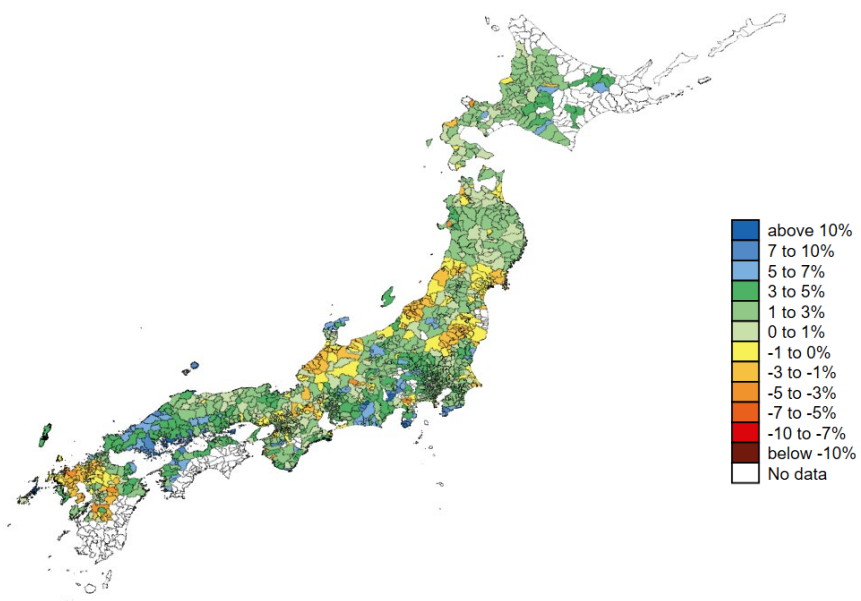 above 10%
7 to 10%
5 to 7%
3 to 5%
1 to 3%
0 to 1%
-1 to 0%
-3 to -1%
-5 to -3%
-7 to -5%
-10 to -7%
below -10%
No data